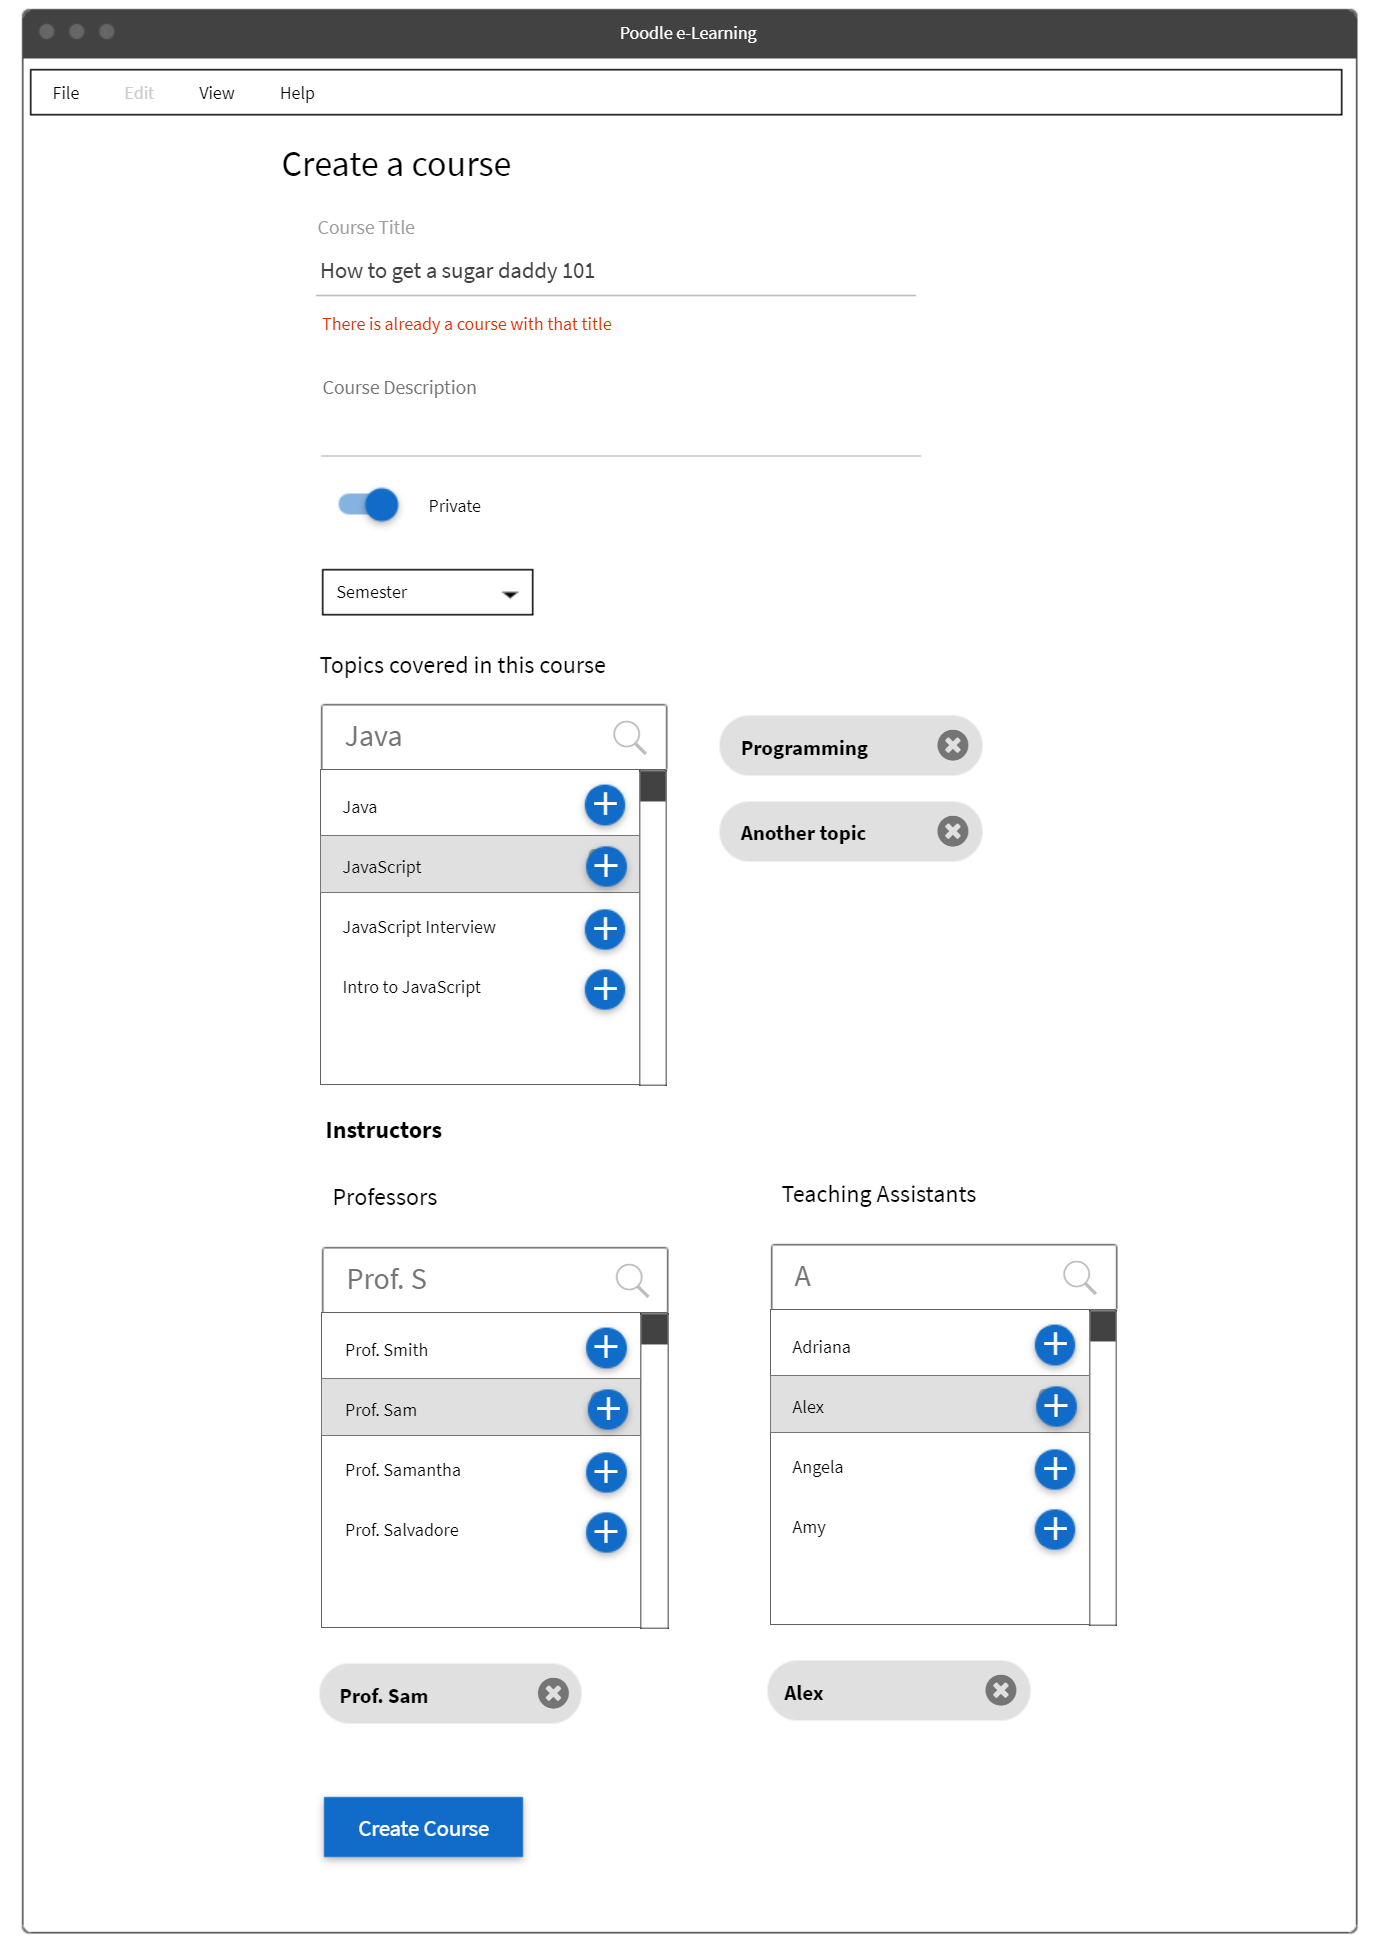 Poodle e-Learning
File Edit View Help
Create a course
Course Title
How to get a sugar daddy 101
There is already a course with that title
Course Description
Private
Semester
Topics covered in this course
Java
Java
JavaScript
JavaScript Interview
Intro to JavaScript
Programming
Another topic
Instructors
Professors
Prof. S
Prof. Smith
Prof. Sam
Prof. Samantha
Prof. Salvadore
Prof. Sam
Teaching Assistants
A
Adriana
Alex
Angela
Amy
Alex
Create Course